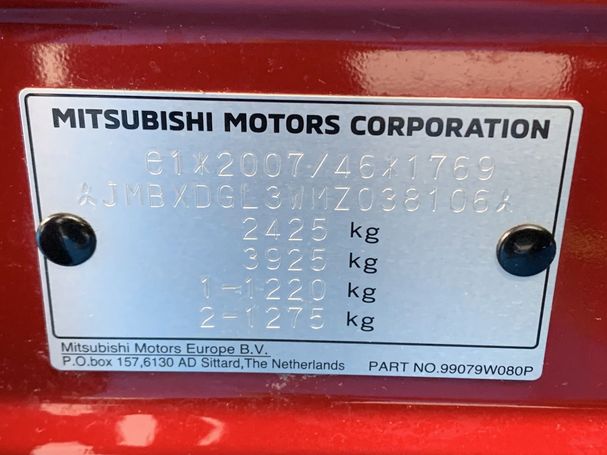 MITSUBISHI MOTORS CORPORATION
e1*2007/46*1769
JMBXDGL3WMZ038106
2425 kg
3925 kg
1-1220 kg
2-1275 kg
Mitsubishi Motors Europe B.V.
P.O.box 157,6130 AD Sittard,The Netherlands PART NO.99079W080P